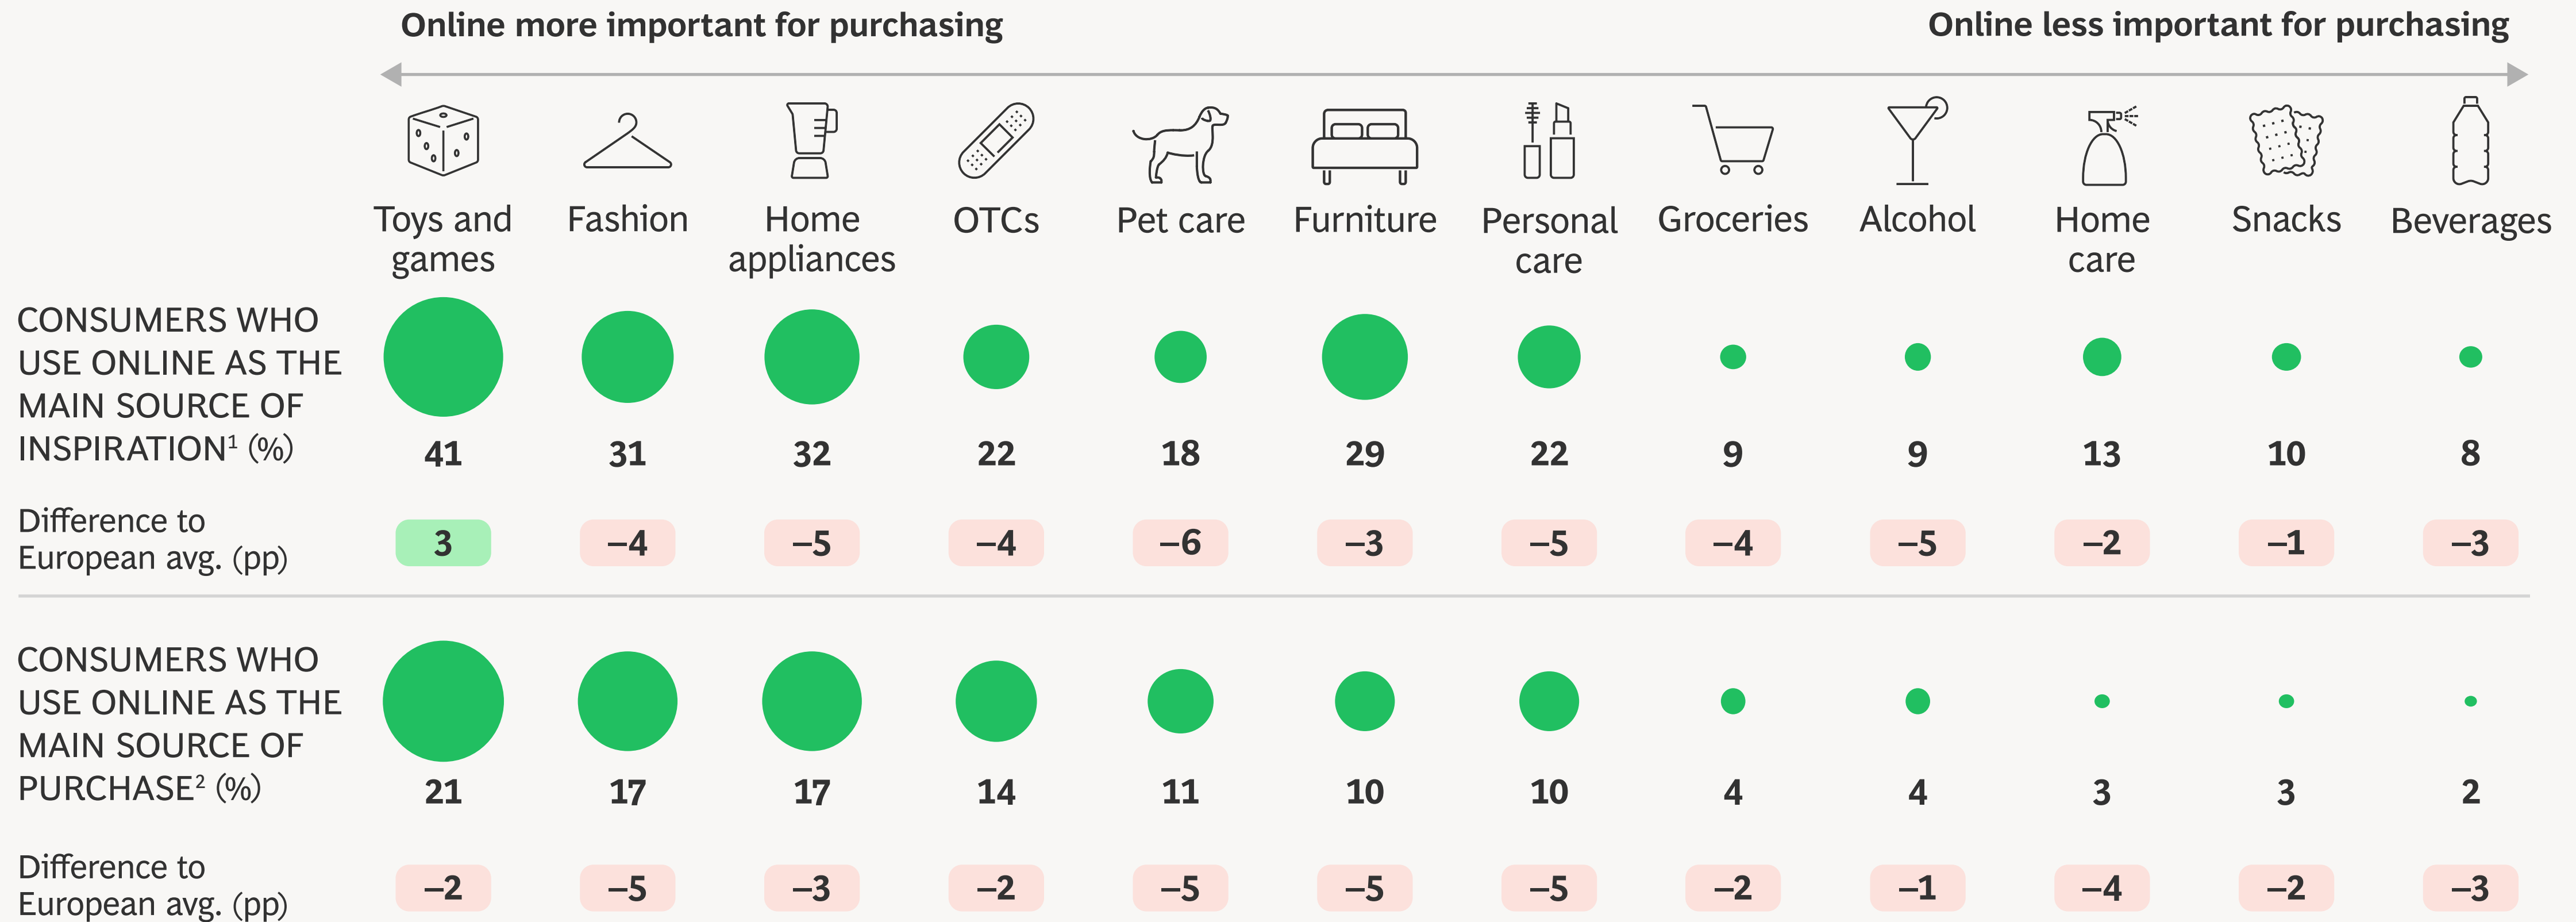 Online more important for purchasing
Online less important for purchasing
Toys and games
Fashion
Home appliances
OTCs
Pet care
Furniture
Personal care
Groceries
Alcohol
Home care
Snacks
Beverages
CONSUMERS WHO
USE ONLINE AS THE
MAIN SOURCE OF
INSPIRATION¹ (%)
41 31 32 22 18 29 22 9 9 13 10 8
Difference to
European avg. (pp)
3 –4 –5 –4 –6 –3 –5 –4 –5 –2 –1 –3
CONSUMERS WHO
USE ONLINE AS THE
MAIN SOURCE OF
PURCHASE² (%)
21 17 17 14 11 10 10 4 4 3 3 2
Difference to
European avg. (pp)
–2 –5 –3 –2 –5 –5 –5 –2 –1 –4 –2 –3